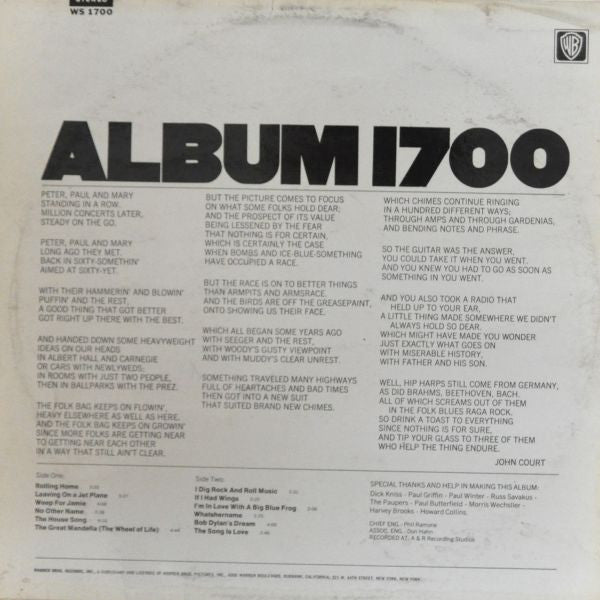 STEREO
WS 1700
WB
ALBUM 1700
PETER, PAUL AND MARY
STANDING IN A ROW.
MILLION CONCERTS LATER,
STEADY ON THE GO.
PETER, PAUL AND MARY
LONG AGO THEY MET.
BACK IN SIXTY-SOMETHIN'
AIMED AT SIXTY-YET.
WITH THEIR HAMMERIN' AND BLOWIN'
PUFFIN' AND THE REST,
A GOOD THING THAT GOT BETTER
GOT RIGHT UP THERE WITH THE BEST.
AND HANDED DOWN SOME HEAVYWEIGHT
IDEAS ON OUR HEADS
IN ALBERT HALL AND CARNEGIE
OR CARS WITH NEWLYWEDS;
IN ROOMS WITH JUST TWO PEOPLE,
THEN IN BALLPARKS WITH THE PREZ.
THE FOLK BAG KEEPS ON FLOWIN',
HEAVY ELSEWHERE AS WELL AS HERE.
AND THE FOLK BAG KEEPS ON GROWIN'
SINCE MORE FOLKS ARE GETTING NEAR
TO GETTING NEAR EACH OTHER
IN A WAY THAT STILL AIN'T CLEAR.
BUT THE PICTURE COMES TO FOCUS
ON WHAT SOME FOLKS HOLD DEAR;
AND THE PROSPECT OF ITS VALUE
BEING LESSENED BY THE FEAR
THAT NOTHING IS FOR CERTAIN,
WHICH IS CERTAINLY THE CASE
WHEN BOMBS AND ICE-BLUE-SOMETHING
HAVE OCCUPIED A RACE.
BUT THE RACE IS ON TO BETTER THINGS
THAN ARMPITS AND ARMSRACE.
AND THE BIRDS ARE OFF THE GREASEPAINT,
ONTO SHOWING US THEIR FACE.
WHICH ALL BEGAN SOME YEARS AGO
WITH SEEGER AND THE REST,
WITH WOODY'S GUSTY VIEWPOINT
AND WITH MUDDY'S CLEAR UNREST.
SOMETHING TRAVELED MANY HIGHWAYS
FULL OF HEARTACHES AND BAD TIMES
THEN GOT INTO A NEW SUIT
THAT SUITED BRAND NEW CHIMES.
WHICH CHIMES CONTINUE RINGING
IN A HUNDRED DIFFERENT WAYS;
THROUGH AMPS AND THROUGH GARDENIAS,
AND BENDING NOTES AND PHRASE.
SO THE GUITAR WAS THE ANSWER,
YOU COULD TAKE IT WHEN YOU WENT.
AND YOU KNEW YOU HAD TO GO AS SOON AS
SOMETHING IN YOU WENT.
AND YOU ALSO TOOK A RADIO THAT
HELD UP TO YOUR EAR,
A LITTLE THING MADE SOMEWHERE WE DIDN'T
ALWAYS HOLD SO DEAR.
WHICH MIGHT HAVE MADE YOU WONDER
JUST EXACTLY WHAT GOES ON
WITH MISERABLE HISTORY,
WITH FATHER AND HIS SON.
WELL, HIP HARPS STILL COME FROM GERMANY,
AS DID BRAHMS, BEETHOVEN, BACH.
ALL OF WHICH SCREAMS OUT OF THEM
IN THE FOLK BLUES RAGA ROCK.
SO DRINK A TOAST TO EVERYTHING
SINCE NOTHING IS FOR SURE,
AND TIP YOUR GLASS TO THREE OF THEM
WHO HELP THE THING ENDURE.
JOHN COURT
Side One:
Rolling Home
Leaving on a Jet Plane
Weep For Jamie
No Other Name
The House Song
The Great Mandella (The Wheel of Life)
Side Two:
I Dig Rock And Roll Music
If I Had Wings
I'm In Love With A Big Blue Frog
Whatshername
Bob Dylan's Dream
The Song is Love
SPECIAL THANKS AND HELP IN MAKING THIS ALBUM:
Dick Kniss - Paul Griffin - Paul Winter - Russ Savakus -
The Paupers - Paul Butterfield - Morris Wechsler -
Harvey Brooks - Howard Collins.
CHIEF ENG. - Phil Ramone
ASSOC. ENG. - Don Hahn
RECORDED AT: A & R Recording Studios